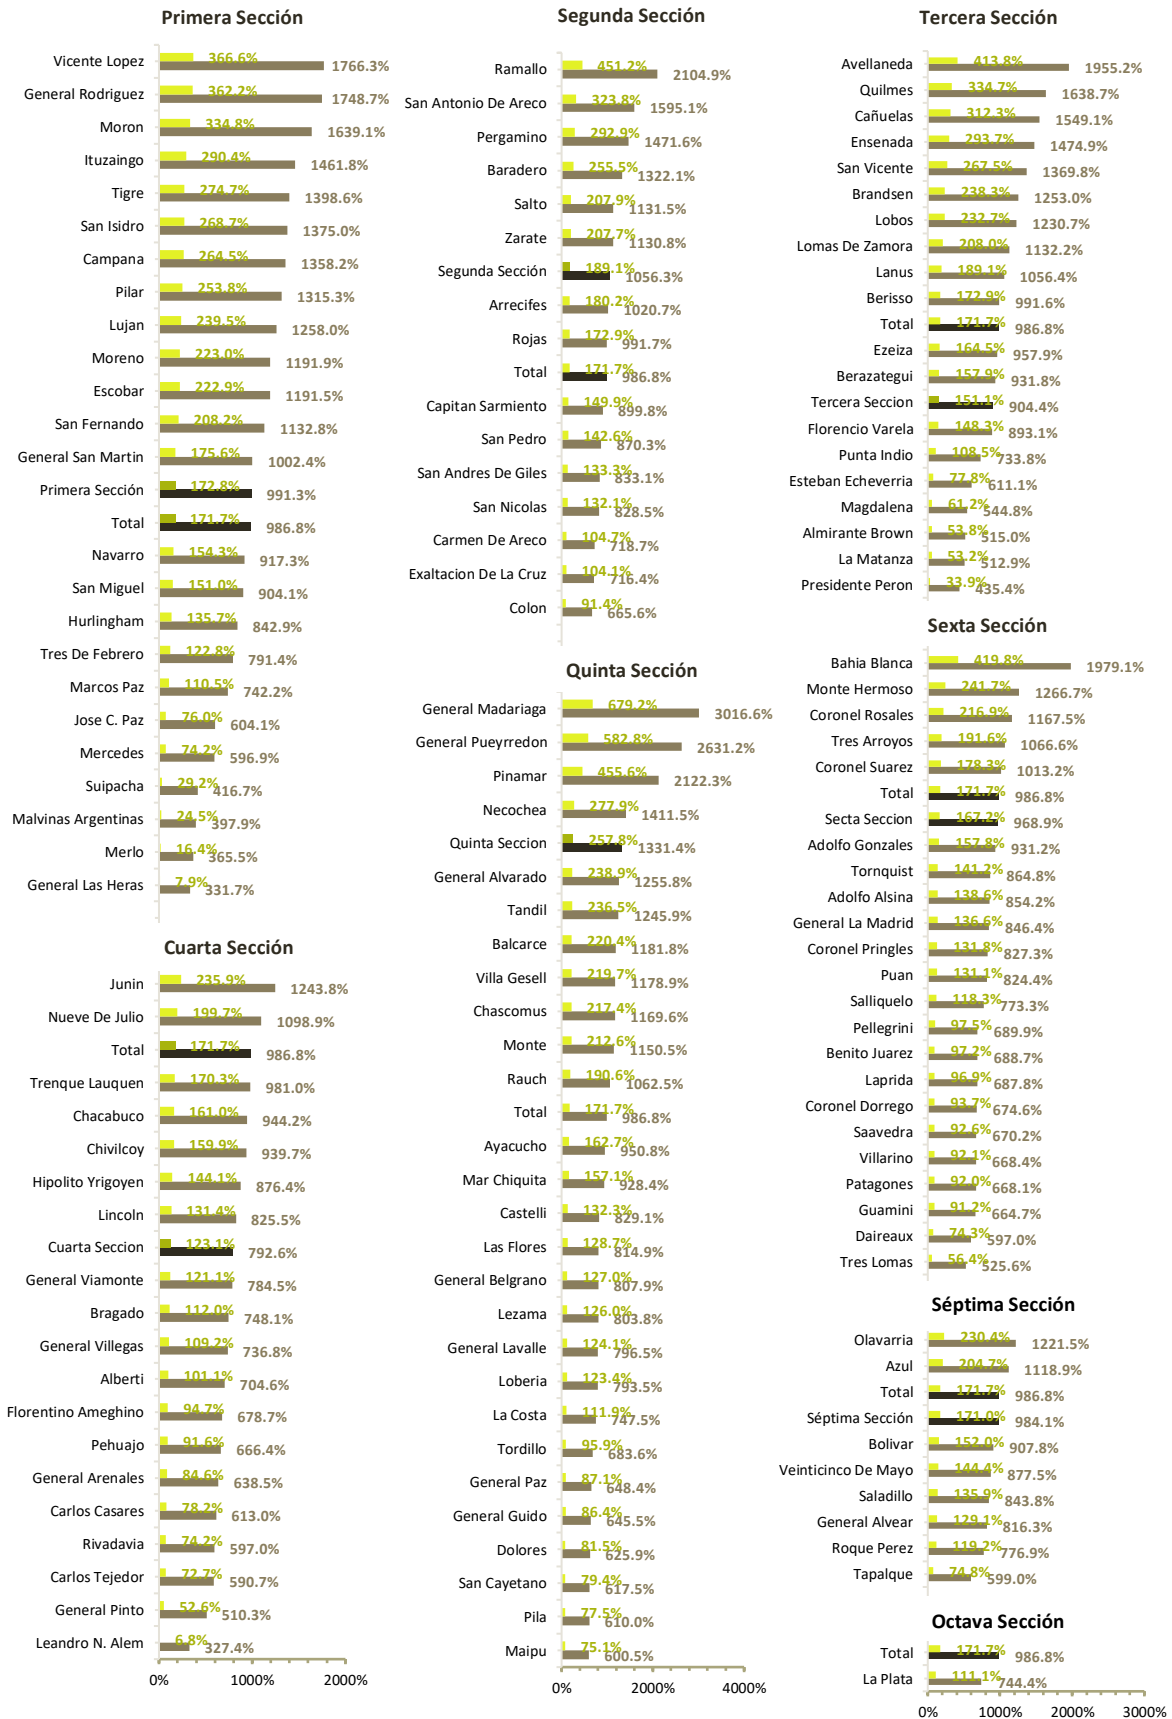 Primera Sección
Vicente Lopez 366.6% 1766.3%
General Rodriguez 362.2% 1748.7%
Moron 334.8% 1639.1%
Ituzaingo 290.4% 1461.8%
Tigre 274.7% 1398.6%
San Isidro 268.7% 1375.0%
Campana 264.5% 1358.2%
Pilar 253.8% 1315.3%
Lujan 239.5% 1258.0%
Moreno 223.0% 1191.9%
Escobar 222.9% 1191.5%
San Fernando 208.2% 1132.8%
General San Martin 175.6% 1002.4%
Primera Sección 172.8% 991.3%
Total 171.7% 986.8%
Navarro 154.3% 917.3%
San Miguel 151.0% 904.1%
Hurlingham 135.7% 842.9%
Tres De Febrero 122.8% 791.4%
Marcos Paz 110.5% 742.2%
Jose C. Paz 76.0% 604.1%
Mercedes 74.2% 596.9%
Suipacha 29.2% 416.7%
Malvinas Argentinas 24.5% 397.9%
Merlo 16.4% 365.5%
General Las Heras 7.9% 331.7%
Cuarta Sección
Junin 235.9% 1243.8%
Nueve De Julio 199.7% 1098.9%
Total 171.7% 986.8%
Trenque Lauquen 170.3% 981.0%
Chacabuco 161.0% 944.2%
Chivilcoy 159.9% 939.7%
Hipolito Yrigoyen 144.1% 876.4%
Lincoln 131.4% 825.5%
Cuarta Seccion 123.1% 792.6%
General Viamonte 121.1% 784.5%
Bragado 112.0% 748.1%
General Villegas 109.2% 736.8%
Alberti 101.1% 704.6%
Florentino Ameghino 94.7% 678.7%
Pehuajo 91.6% 666.4%
General Arenales 84.6% 638.5%
Carlos Casares 78.2% 613.0%
Rivadavia 74.2% 597.0%
Carlos Tejedor 72.7% 590.7%
General Pinto 52.6% 510.3%
Leandro N. Alem 6.8% 327.4%
0% 1000% 2000%
Segunda Sección
Ramallo 451.2% 2104.9%
San Antonio De Areco 323.8% 1595.1%
Pergamino 292.9% 1471.6%
Baradero 255.5% 1322.1%
Salto 207.9% 1131.5%
Zarate 207.7% 1130.8%
Segunda Sección 189.1% 1056.3%
Arrecifes 180.2% 1020.7%
Rojas 172.9% 991.7%
Total 171.7% 986.8%
Capitan Sarmiento 149.9% 899.8%
San Pedro 142.6% 870.3%
San Andres De Giles 133.3% 833.1%
San Nicolas 132.1% 828.5%
Carmen De Areco 104.7% 718.7%
Exaltacion De La Cruz 104.1% 716.4%
Colon 91.4% 665.6%
Quinta Sección
General Madariaga 679.2% 3016.6%
General Pueyrredon 582.8% 2631.2%
Pinamar 455.6% 2122.3%
Necochea 277.9% 1411.5%
Quinta Seccion 257.8% 1331.4%
General Alvarado 238.9% 1255.8%
Tandil 236.5% 1245.9%
Balcarce 220.4% 1181.8%
Villa Gesell 219.7% 1178.9%
Chascomus 217.4% 1169.6%
Monte 212.6% 1150.5%
Rauch 190.6% 1062.5%
Total 171.7% 986.8%
Ayacucho 162.7% 950.8%
Mar Chiquita 157.1% 928.4%
Castelli 132.3% 829.1%
Las Flores 128.7% 814.9%
General Belgrano 127.0% 807.9%
Lezama 126.0% 803.8%
General Lavalle 124.1% 796.5%
Loberia 123.4% 793.5%
La Costa 111.9% 747.5%
Tordillo 95.9% 683.6%
General Paz 87.1% 648.4%
General Guido 86.4% 645.5%
Dolores 81.5% 625.9%
San Cayetano 79.4% 617.5%
Pila 77.5% 610.0%
Maipu 75.1% 600.5%
0% 2000% 4000%
Tercera Sección
Avellaneda 413.8% 1955.2%
Quilmes 334.7% 1638.7%
Cañuelas 312.3% 1549.1%
Ensenada 293.7% 1474.9%
San Vicente 267.5% 1369.8%
Brandsen 238.3% 1253.0%
Lobos 232.7% 1230.7%
Lomas De Zamora 208.0% 1132.2%
Lanus 189.1% 1056.4%
Berisso 172.9% 991.6%
Total 171.7% 986.8%
Ezeiza 164.5% 957.9%
Berazategui 157.9% 931.8%
Tercera Seccion 151.1% 904.4%
Florencio Varela 148.3% 893.1%
Punta Indio 108.5% 733.8%
Esteban Echeverria 77.8% 611.1%
Magdalena 61.2% 544.8%
Almirante Brown 53.8% 515.0%
La Matanza 53.2% 512.9%
Presidente Peron 33.9% 435.4%
Sexta Sección
Bahia Blanca 419.8% 1979.1%
Monte Hermoso 241.7% 1266.7%
Coronel Rosales 216.9% 1167.5%
Tres Arroyos 191.6% 1066.6%
Coronel Suarez 178.3% 1013.2%
Total 171.7% 986.8%
Secta Seccion 167.2% 968.9%
Adolfo Gonzales 157.8% 931.2%
Tornquist 141.2% 864.8%
Adolfo Alsina 138.6% 854.2%
General La Madrid 136.6% 846.4%
Coronel Pringles 131.8% 827.3%
Puan 131.1% 824.4%
Salliquelo 118.3% 773.3%
Pellegrini 97.5% 689.9%
Benito Juarez 97.2% 688.7%
Laprida 96.9% 687.8%
Coronel Dorrego 93.7% 674.6%
Saavedra 92.6% 670.2%
Villarino 92.1% 668.4%
Patagones 92.0% 668.1%
Guamini 91.2% 664.7%
Daireaux 74.3% 597.0%
Tres Lomas 56.4% 525.6%
Séptima Sección
Olavarria 230.4% 1221.5%
Azul 204.7% 1118.9%
Total 171.7% 986.8%
Séptima Sección 171.0% 984.1%
Bolivar 152.0% 907.8%
Veinticinco De Mayo 144.4% 877.5%
Saladillo 135.9% 843.8%
General Alvear 129.1% 816.3%
Roque Perez 119.2% 776.9%
Tapalque 74.8% 599.0%
Octava Sección
Total 171.7% 986.8%
La Plata 111.1% 744.4%
0% 1000% 2000% 3000%